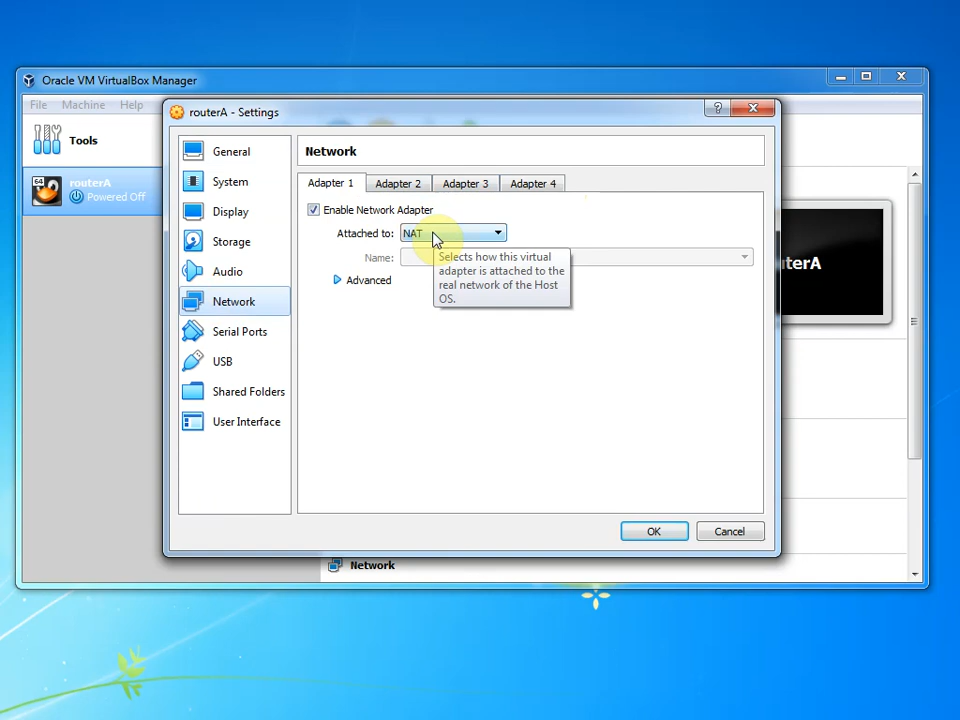 Oracle VM VirtualBox Manager
File Machine Help
routerA - Settings
?
Tools
64
routerA
Powered Off
General
System
Display
Storage
Audio
Network
Serial Ports
USB
Shared Folders
User Interface
Network
Adapter 1 Adapter 2 Adapter 3 Adapter 4
Enable Network Adapter
Attached to: NAT
Name:
Advanced
Selects how this virtual
adapter is attached to the
real network of the Host
OS.
OK Cancel
terA
Network